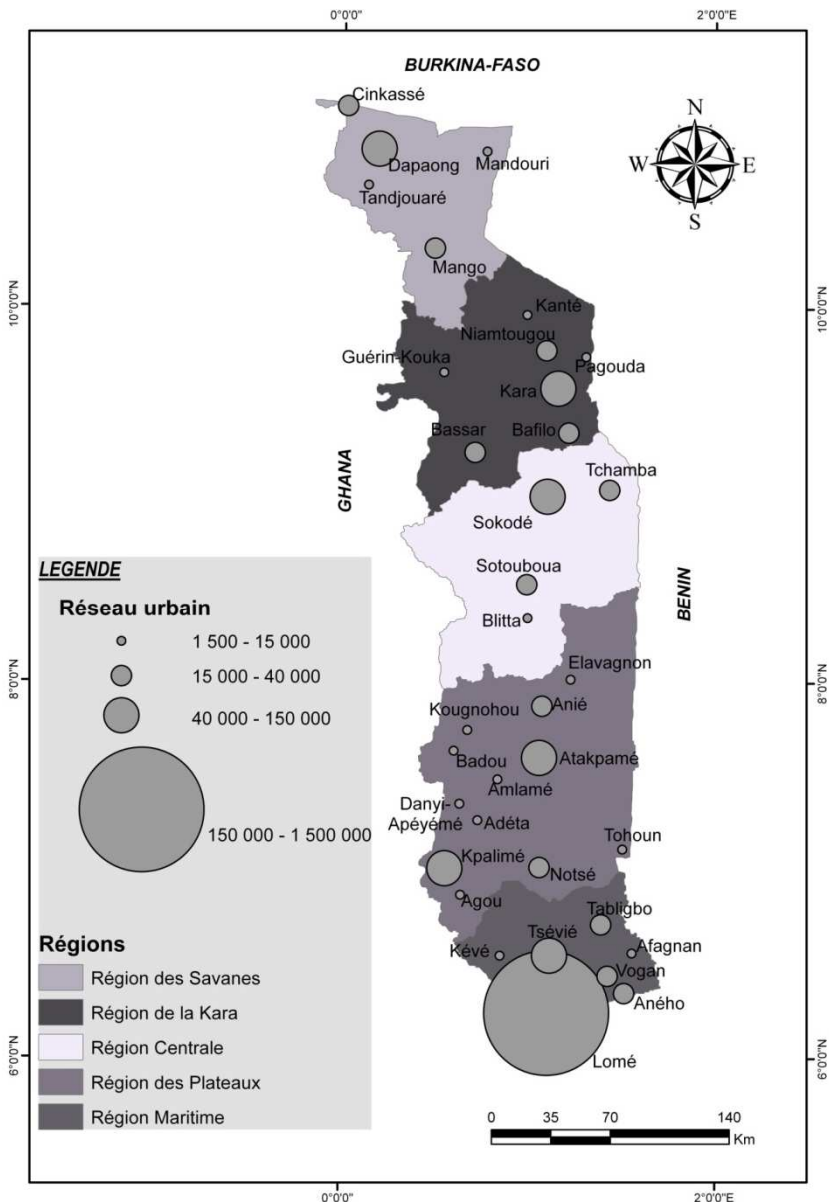 0°0'0"
2°0'0"E
BURKINA-FASO
Cinkassé
N
W
E
S
Dapaong
Mandouri
Tandjouaré
Mango
10°0'0"N
10°0'0"N
Kanté
Niamtougou
Guérin-Kouka
Pagouda
Kara
Bassar
Bafilo
GHANA
Tchamba
Sokodé
Sotouboua
BENIN
Blitta
Elavagnon
8°0'0"N
8°0'0"N
Anié
Kougnohou
Badou
Atakpamé
Amlamé
Danyi-
Apéyémé
Adéta
Tohoun
Kpalimé
Notsé
Agou
Tabligbo
Tsévié
Kévé
Afagnan
Vogan
Aného
Lomé
6°0'0"N
6°0'0"N
LEGENDE
Réseau urbain
1 500 - 15 000
15 000 - 40 000
40 000 - 150 000
150 000 - 1 500 000
Régions
Région des Savanes
Région de la Kara
Région Centrale
Région des Plateaux
Région Maritime
0 35 70 140
Km
0°0'0"
2°0'0"E